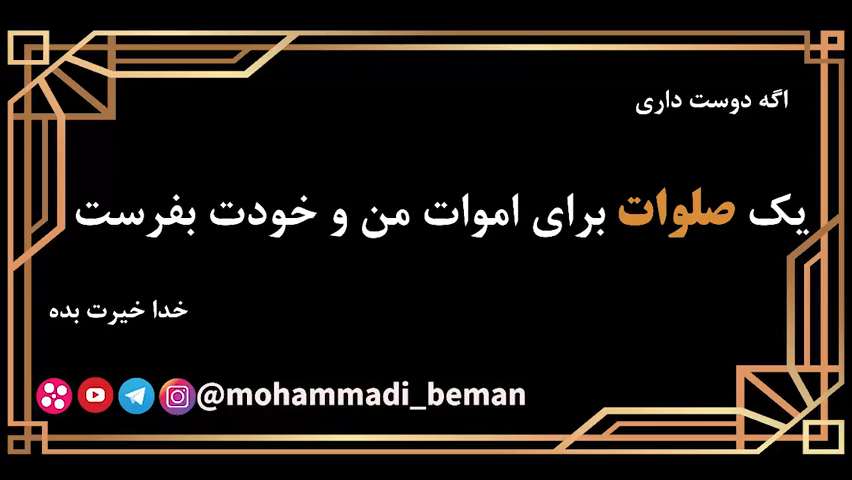 اگه دوست داری
یک صلوات برای اموات من و خودت بفرست
خدا خیرت بده
@mohammadi_beman